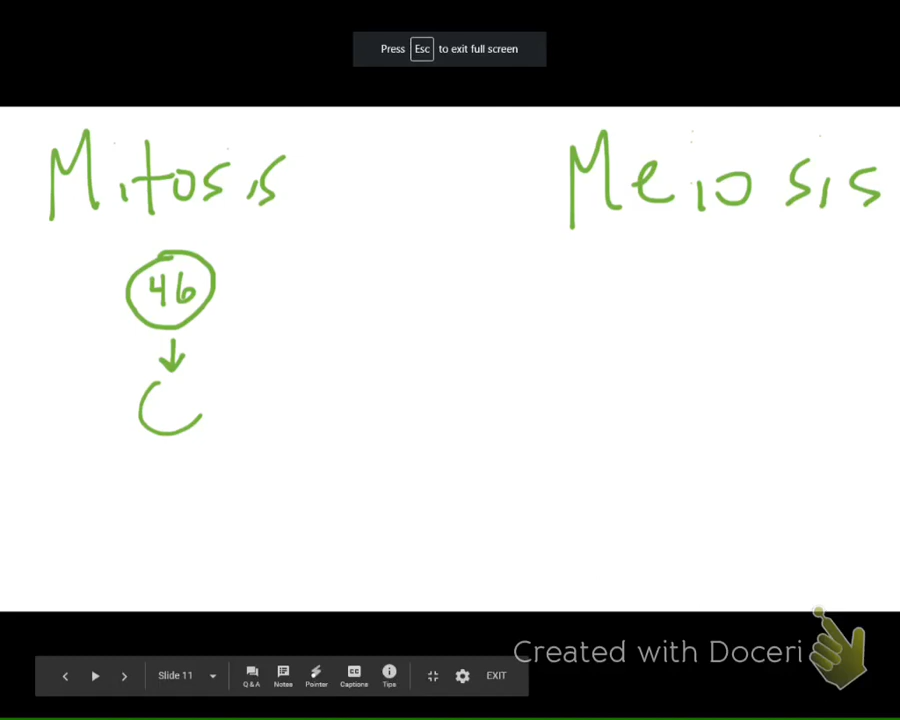 Press Esc to exit full screen
Mitosis
Meiosis
46
Created with Doceri
Slide 11
Q&A
Notes
Pointer
Captions
Tips
EXIT